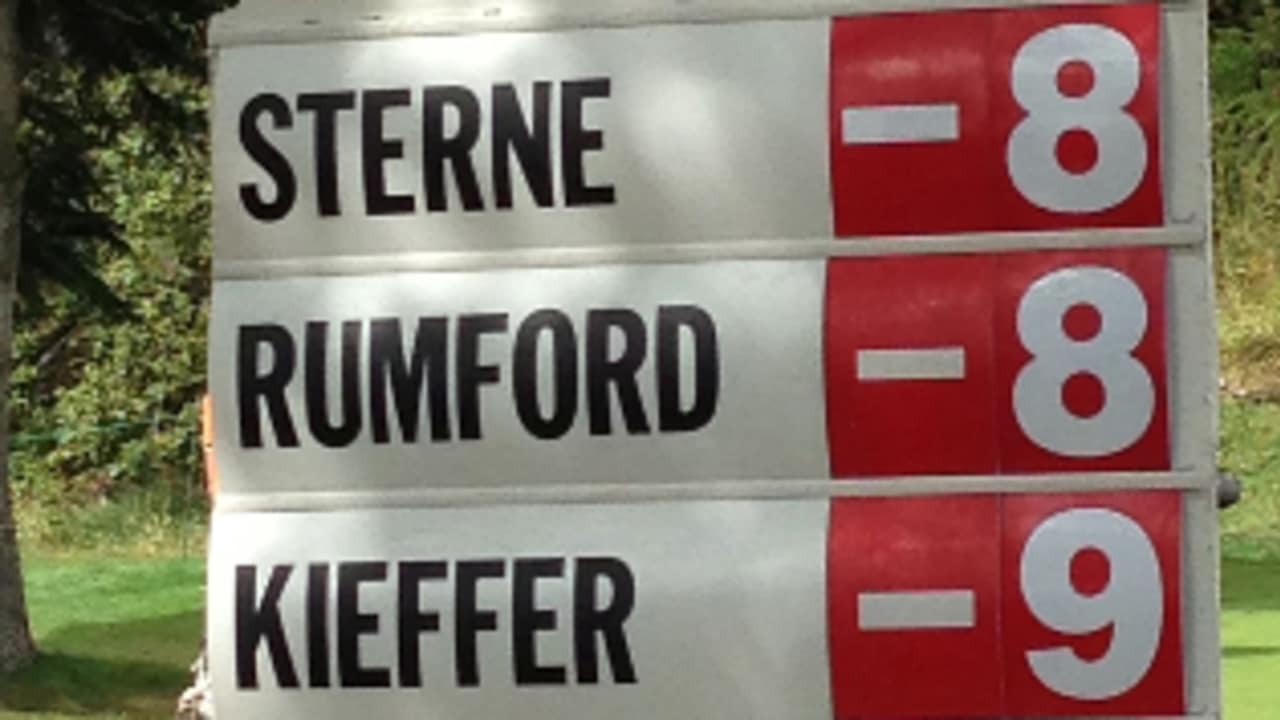 STERNE -8
RUMFORD -8
KIEFFER -9